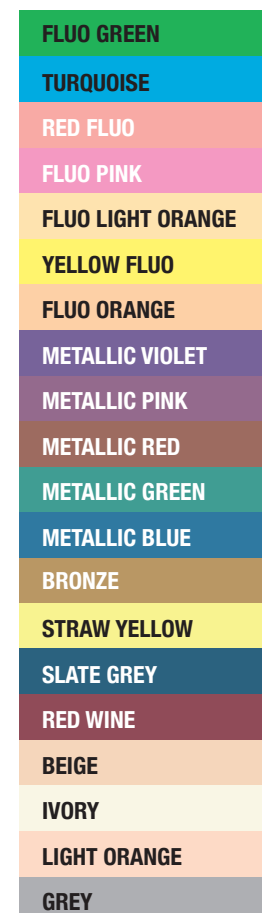 FLUO GREEN
TURQUOISE
RED FLUO
FLUO PINK
FLUO LIGHT ORANGE
YELLOW FLUO
FLUO ORANGE
METALLIC VIOLET
METALLIC PINK
METALLIC RED
METALLIC GREEN
METALLIC BLUE
BRONZE
STRAW YELLOW
SLATE GREY
RED WINE
BEIGE
IVORY
LIGHT ORANGE
GREY